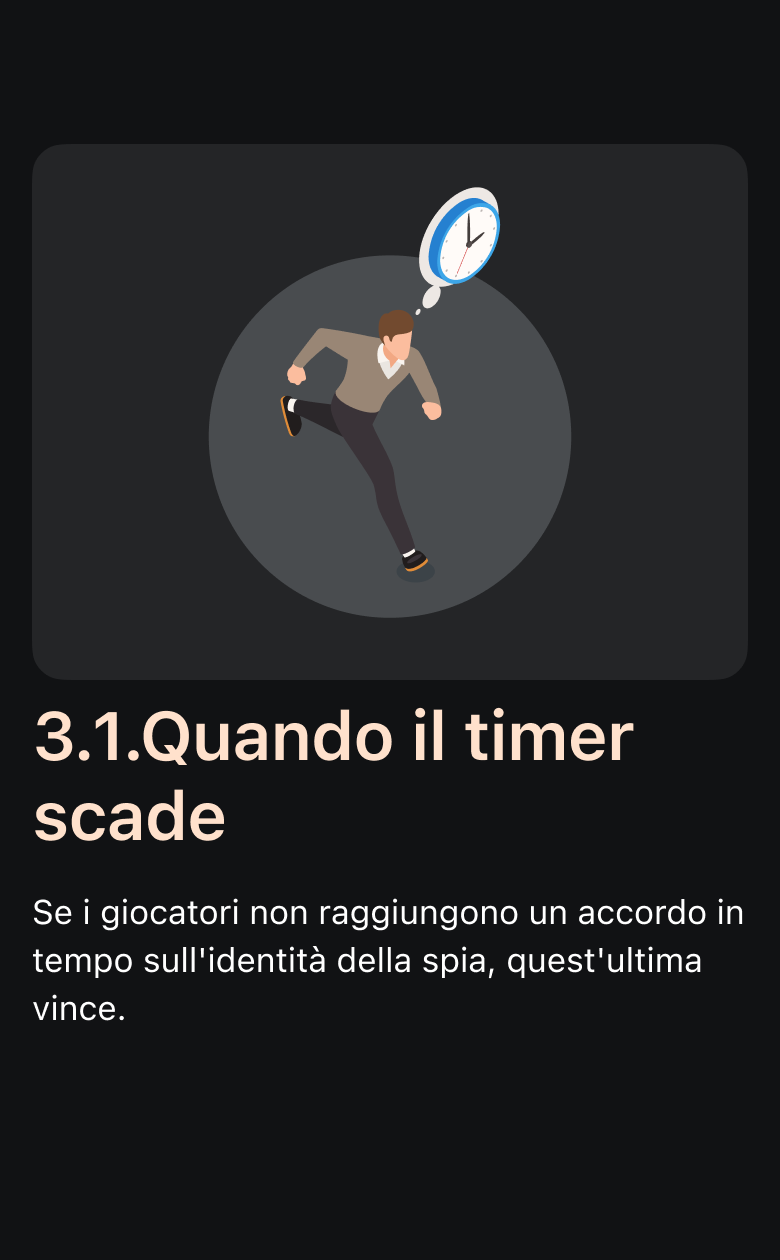 3.1.Quando il timer
scade
Se i giocatori non raggiungono un accordo in
tempo sull'identità della spia, quest'ultima
vince.